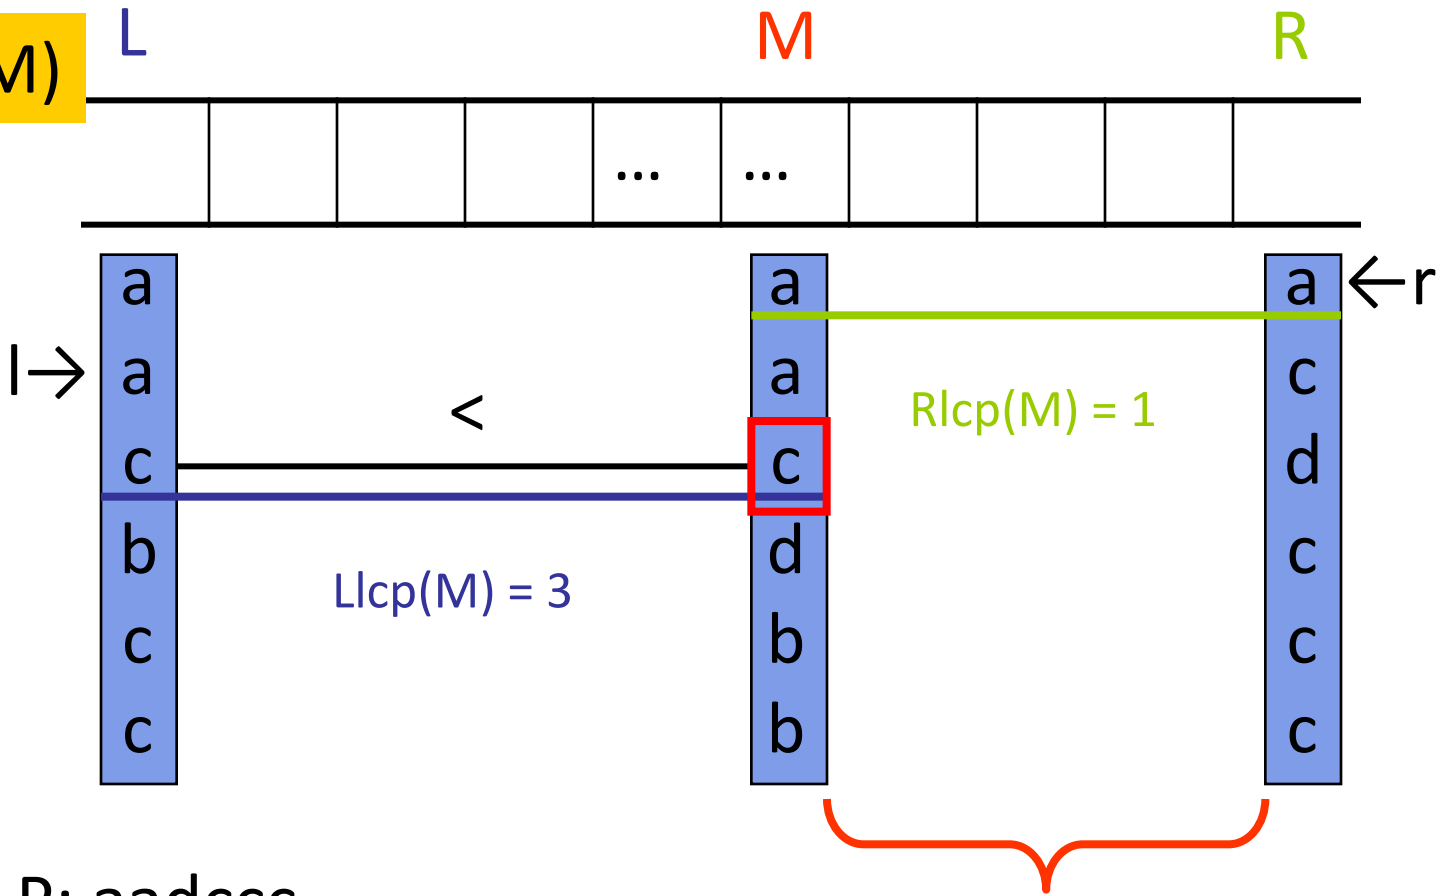 M)
L M R
... ...
a a a ←r
l→ a a c
<
Rlcp(M) = 1
c c d
b d c
Llcp(M) = 3
c b c
c b c